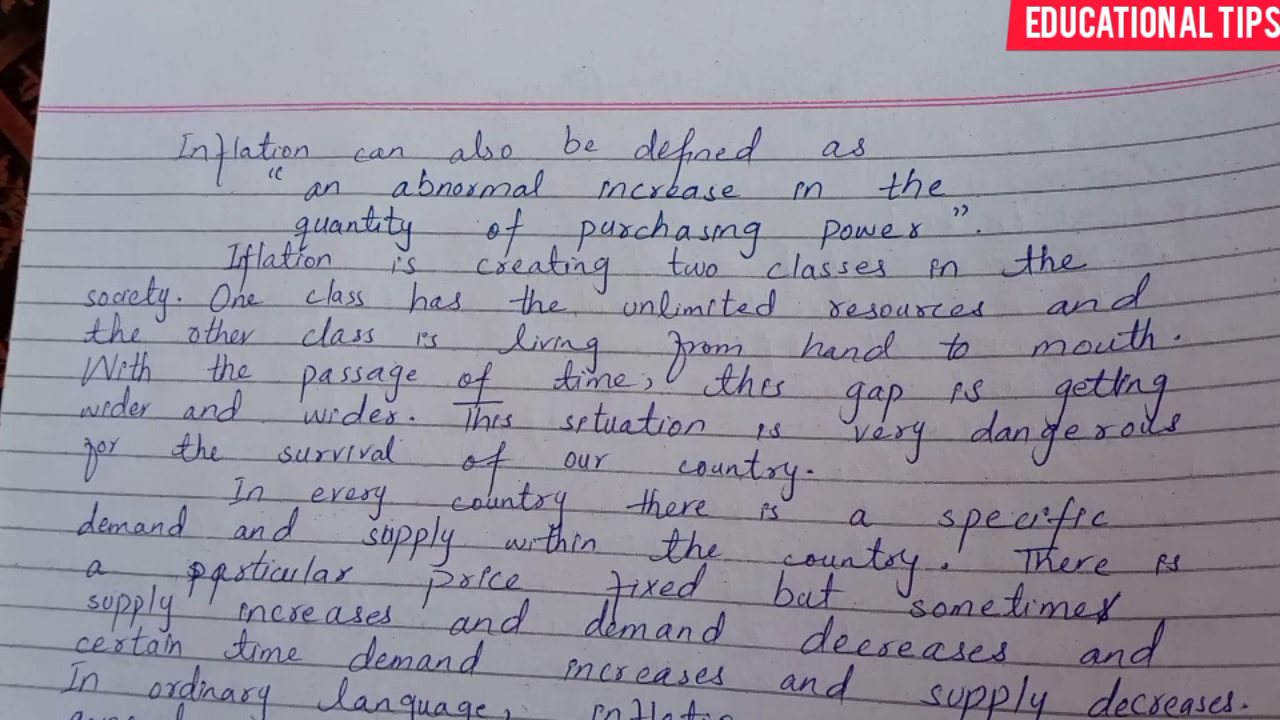 EDUCATIONAL TIPS
Inflation can also be defined as
“ an abnormal increase in the
quantity of purchasing power”.
Iflation is creating two classes in the
society. One class has the unlimited resources and
the other class is living from hand to mouth.
With the passage of time, this gap is getting
wider and wider. This situation is very dangerous
for the survival of our country.
In every country there is a specific
demand and supply within the country. There is
a particular price fixed but sometimes
supply increases and demand decreases and
certain time demand increases and supply decreases.
In ordinary language,